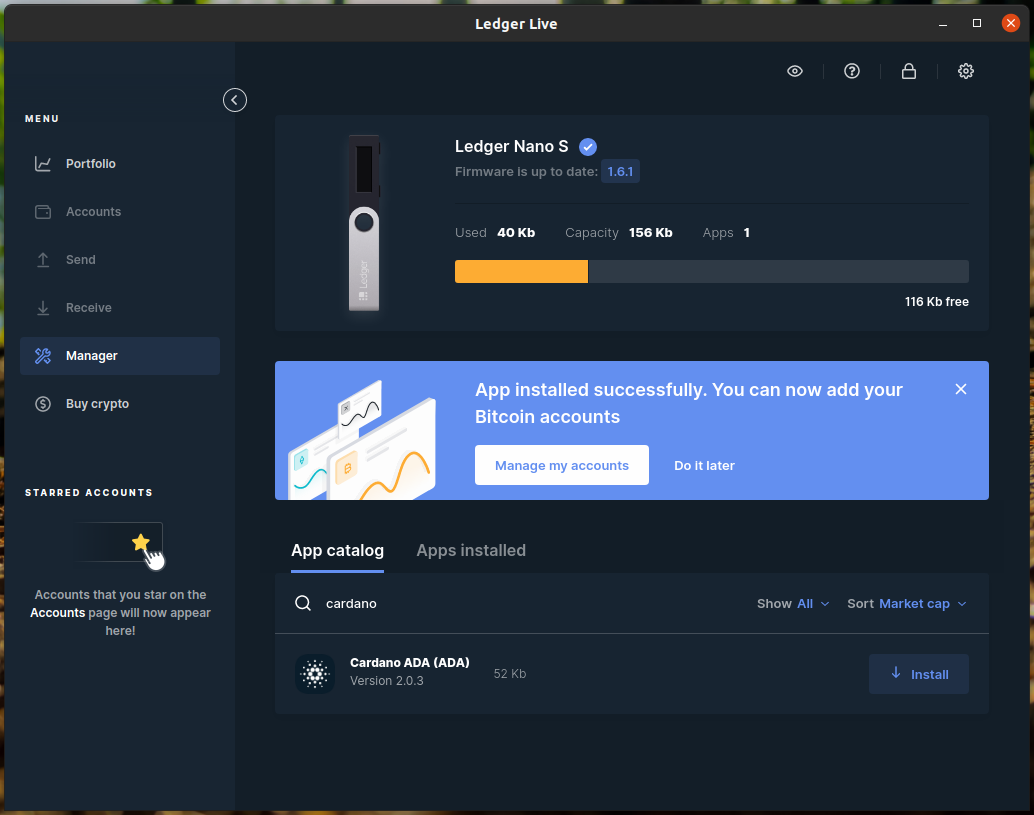 Ledger Live
MENU
Portfolio
Accounts
Send
Receive
Manager
Buy crypto
STARRED ACCOUNTS
Accounts that you star on the
Accounts page will now appear
here!
Ledger Nano S
Firmware is up to date: 1.6.1
Used 40 Kb Capacity 156 Kb Apps 1
116 Kb free
Ledger
App installed successfully. You can now add your
Bitcoin accounts
Manage my accounts Do it later
App catalog Apps installed
cardano Show All Sort Market cap
Cardano ADA (ADA)
Version 2.0.3
52 Kb
Install